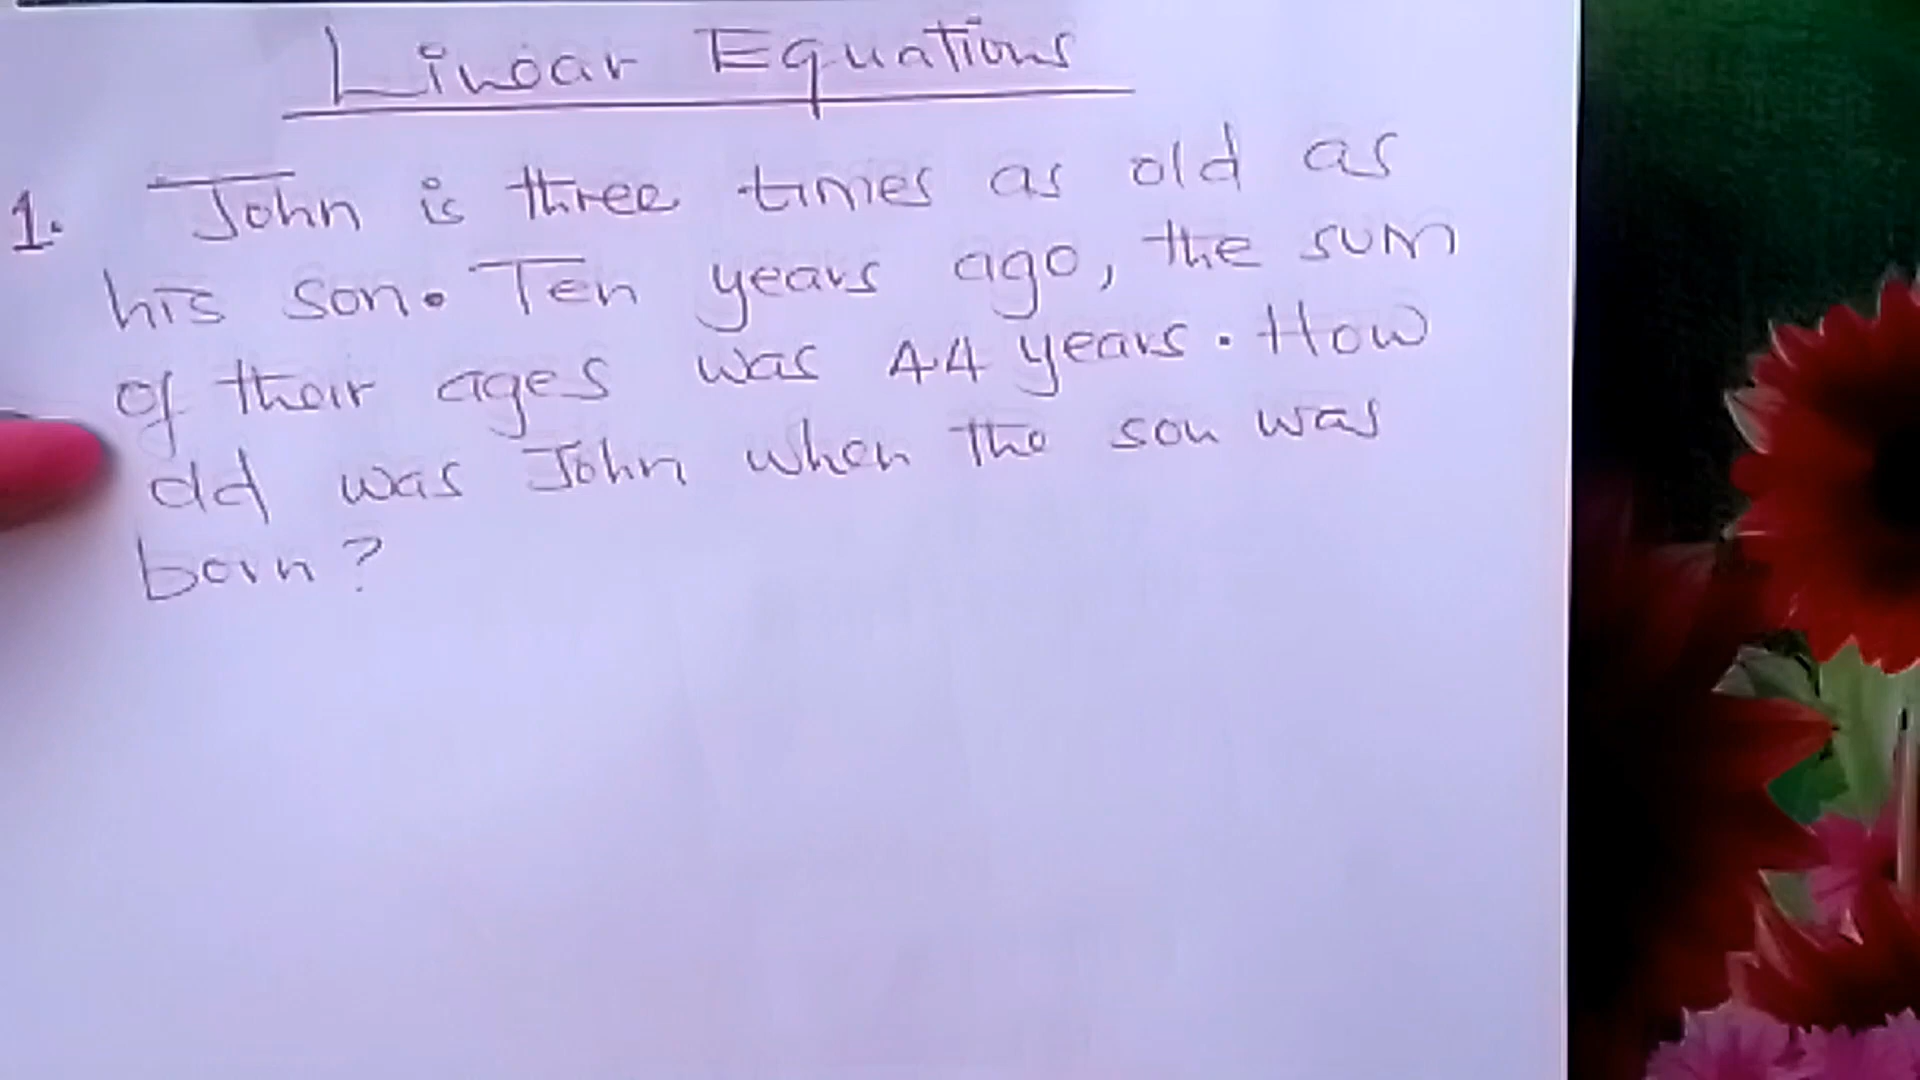 Linear Equations
1. John is three times as old as
his son. Ten years ago, the sum
of their ages was 44 years. How
old was John when the son was
born?